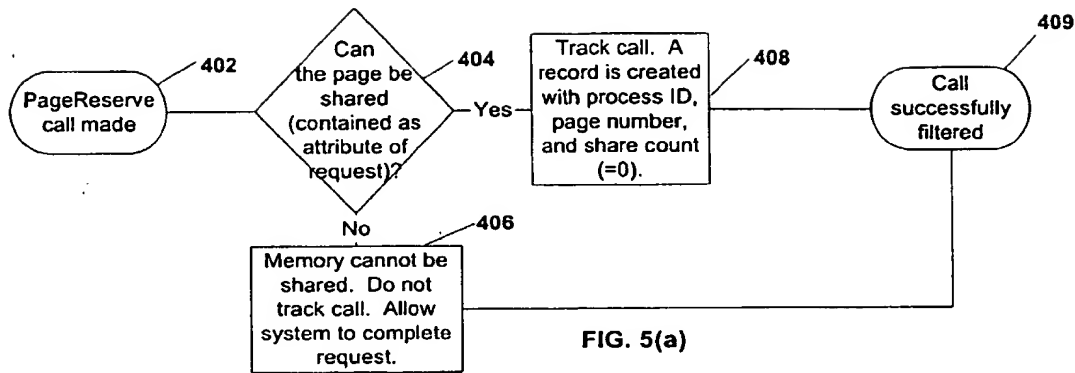 402
PageReserve
call made
Can
the page be
shared
(contained as
attribute of
request)?
404
Yes
Track call. A
record is created
with process ID,
page number,
and share count
(=0).
408
409
Call
successfully
filtered
No
406
Memory cannot be
shared. Do not
track call. Allow
system to complete
request.
FIG. 5(a)